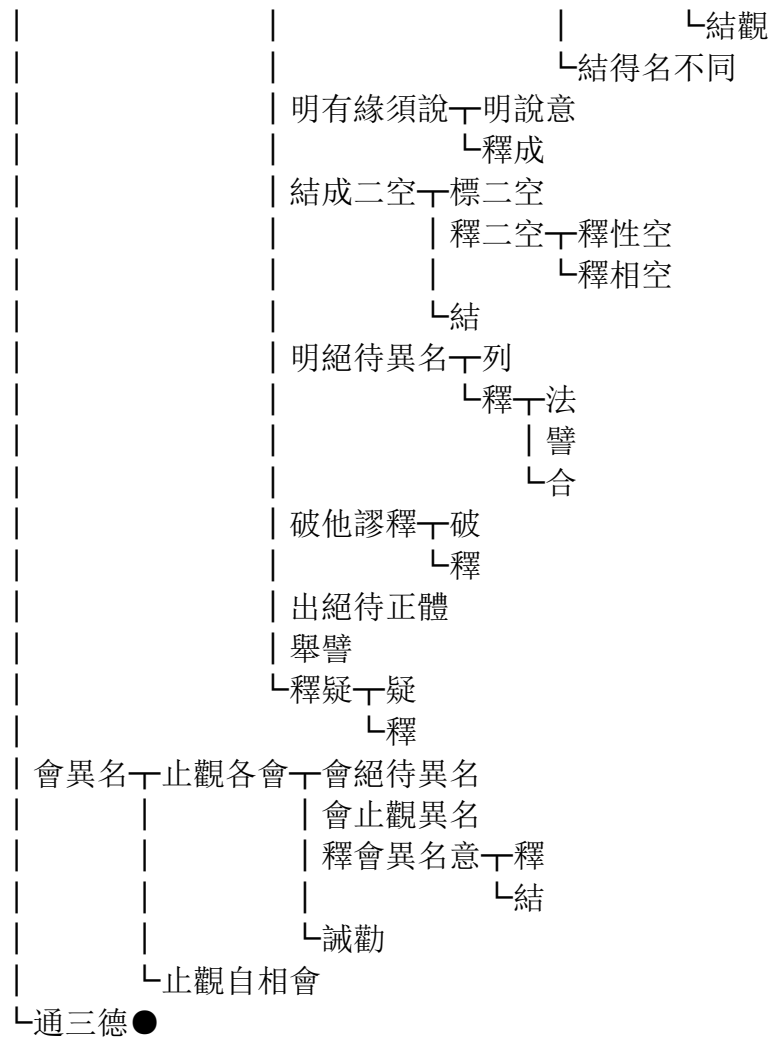 │　　　　　　　　│　　　　　　　　　│　　　　└結觀
│　　　　　　　　│　　　　　　　　　└結得名不同
│　　　　　　　　│明有緣須說┬明說意
│　　　　　　　　│　　　　　└釋成
│　　　　　　　　│結成二空┬標二空
│　　　　　　　　│　　　　│釋二空┬釋性空
│　　　　　　　　│　　　　│　　　└釋相空
│　　　　　　　　│　　　　└結
│　　　　　　　　│明絕待異名┬列
│　　　　　　　　│　　　　　└釋┬法
│　　　　　　　　│　　　　　　　│譬
│　　　　　　　　│　　　　　　　└合
│　　　　　　　　│破他謬釋┬破
│　　　　　　　　│　　　　└釋
│　　　　　　　　│出絕待正體
│　　　　　　　　│舉譬
│　　　　　　　　└釋疑┬疑
│　　　　　　　　　　　└釋
│會異名┬止觀各會┬會絕待異名
│　　　│　　　　│會止觀異名
│　　　│　　　　│釋會異名意┬釋
│　　　│　　　　│　　　　　└結
│　　　│　　　　└誡勸
│　　　└止觀自相會
└通三德●